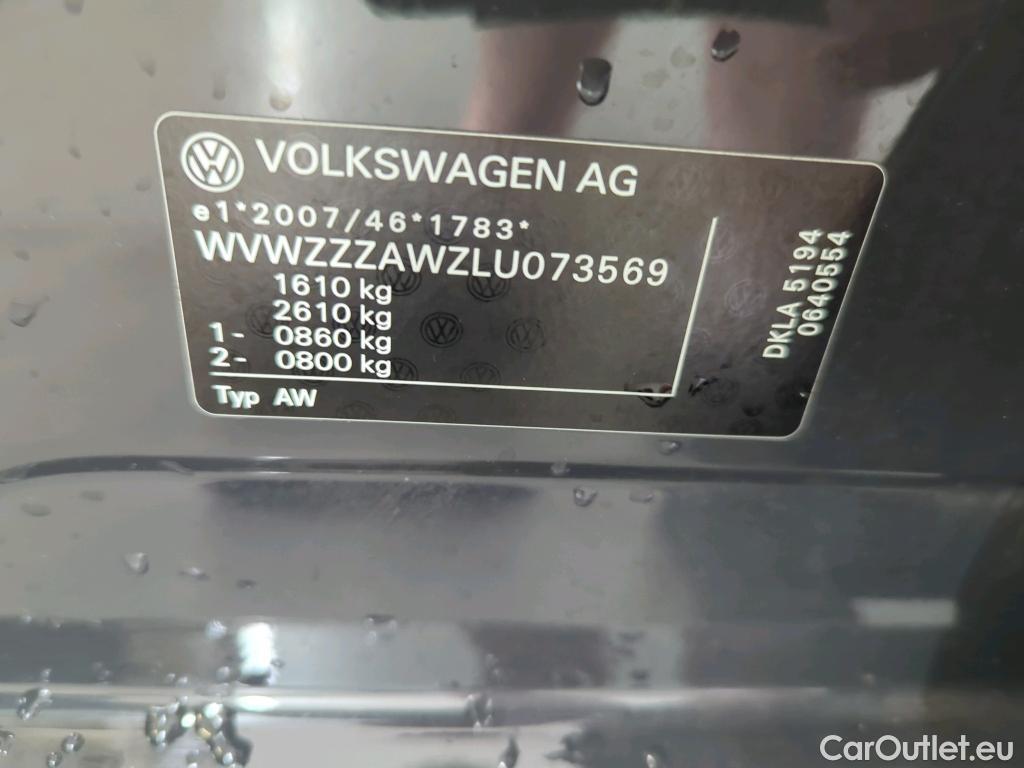 VOLKSWAGEN AG
e1*2007/46*1783*
WVWZZZAWZLU073569
1610 kg
2610 kg
1- 0860 kg
2- 0800 kg
Typ AW
DKLA 5194
0640554
CarOutlet.eu